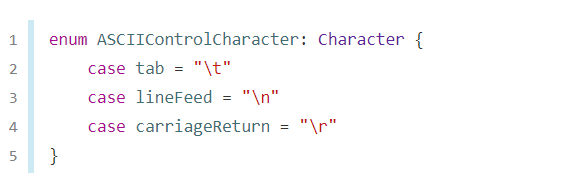 1 enum ASCIIControlCharacter: Character {
2     case tab = "\t"
3     case lineFeed = "\n"
4     case carriageReturn = "\r"
5 }